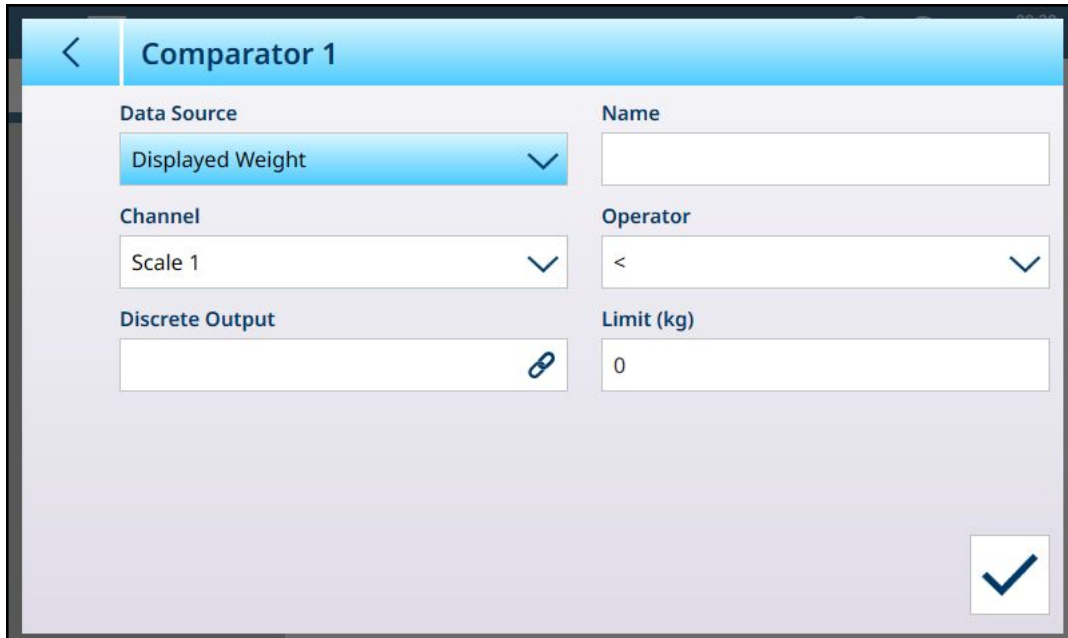 Comparator 1
Data Source
Name
Displayed Weight
Channel
Operator
Scale 1
<
Discrete Output
Limit (kg)
0